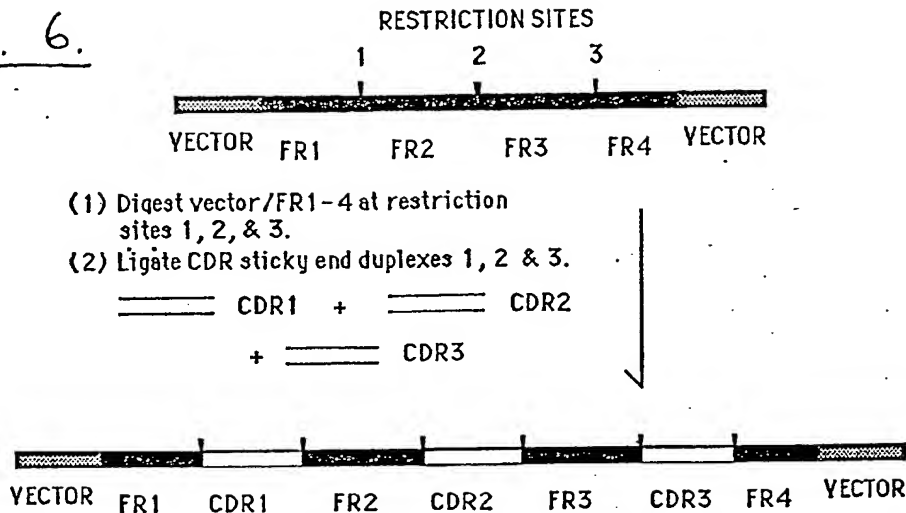 . 6.
RESTRICTION SITES
1 2 3
VECTOR FR1 FR2 FR3 FR4 VECTOR
(1) Digest vector/FR1-4 at restriction
sites 1, 2, & 3.
(2) Ligate CDR sticky end duplexes 1, 2 & 3.
CDR1 + CDR2
+ CDR3
VECTOR FR1 CDR1 FR2 CDR2 FR3 CDR3 FR4 VECTOR